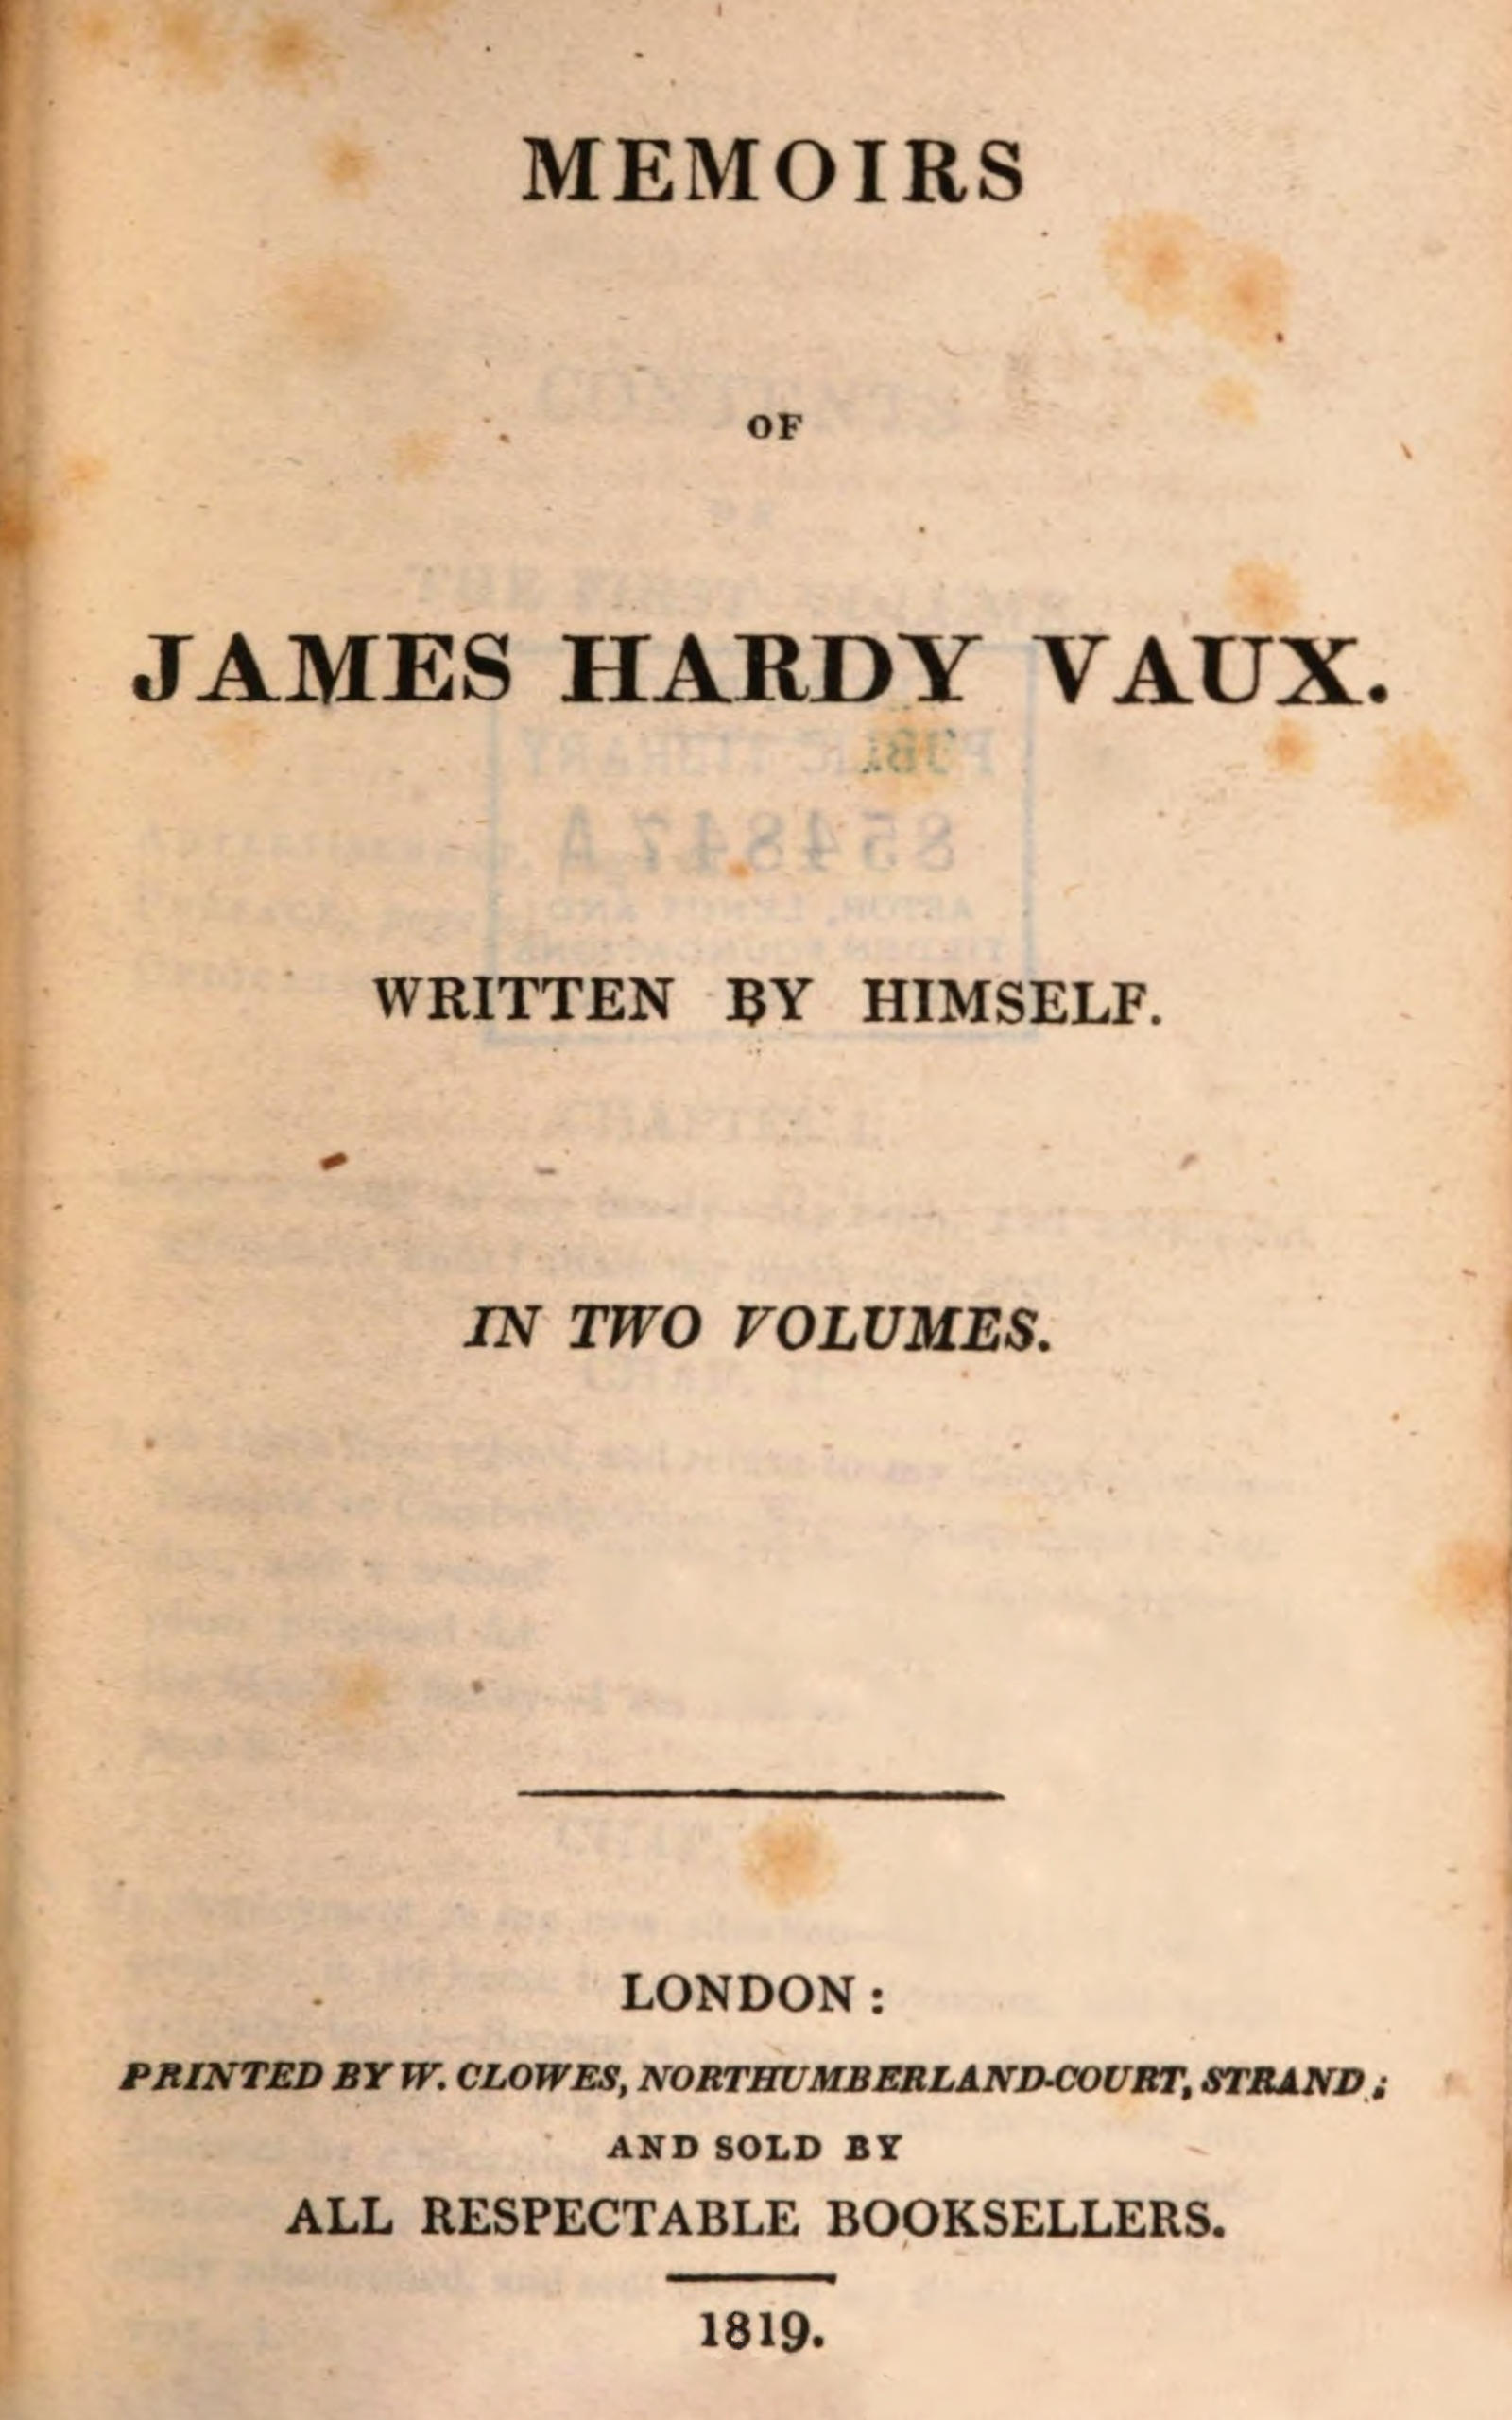 MEMOIRS
OF
JAMES HARDY VAUX.
WRITTEN BY HIMSELF.
IN TWO VOLUMES.
LONDON:
PRINTED BY W. CLOWES, NORTHUMBERLAND-COURT, STRAND;
AND SOLD BY
ALL RESPECTABLE BOOKSELLERS.
1819.